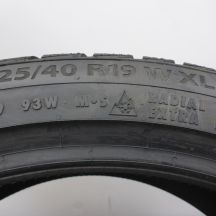 25/40 R19 W XL
93W M+S RADIAL
EXTRA